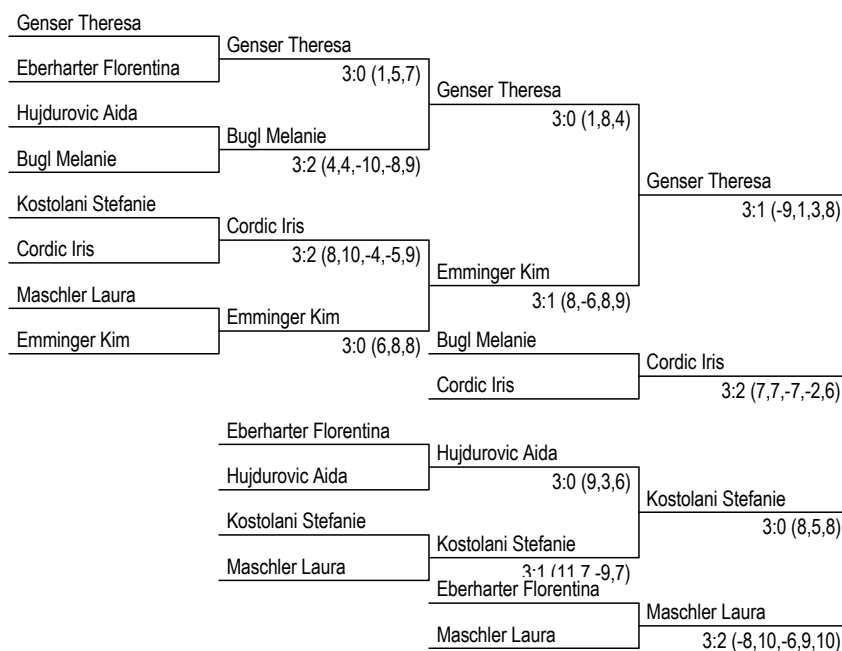 Genser Theresa
Genser Theresa
Eberharter Florentina
3:0 (1,5,7)
Genser Theresa
Hujdurovic Aida
3:0 (1,8,4)
Bugl Melanie
Bugl Melanie
3:2 (4,4,-10,-8,9)
Genser Theresa
Kostolani Stefanie
3:1 (-9,1,3,8)
Cordic Iris
Cordic Iris
3:2 (8,10,-4,-5,9)
Emminger Kim
Maschler Laura
3:1 (8,-6,8,9)
Emminger Kim
Emminger Kim
3:0 (6,8,8)
Bugl Melanie
Cordic Iris
Cordic Iris
3:2 (7,7,-7,-2,6)
Eberharter Florentina
Hujdurovic Aida
Hujdurovic Aida
3:0 (9,3,6)
Kostolani Stefanie
Kostolani Stefanie
3:0 (8,5,8)
Kostolani Stefanie
Maschler Laura
3:1 (11,7,-9,7)
Eberharter Florentina
Maschler Laura
Maschler Laura
3:2 (-8,10,-6,9,10)